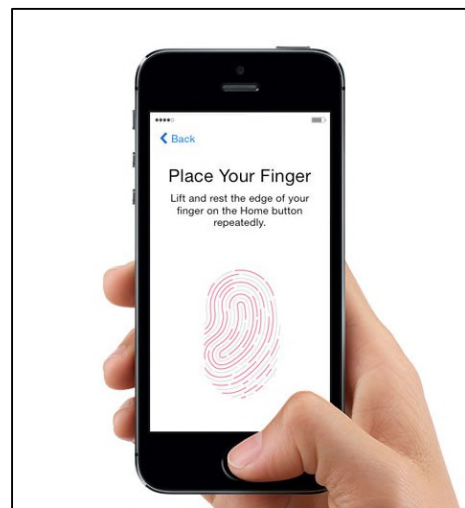 Back
Place Your Finger
Lift and rest the edge of your
finger on the Home button
repeatedly.